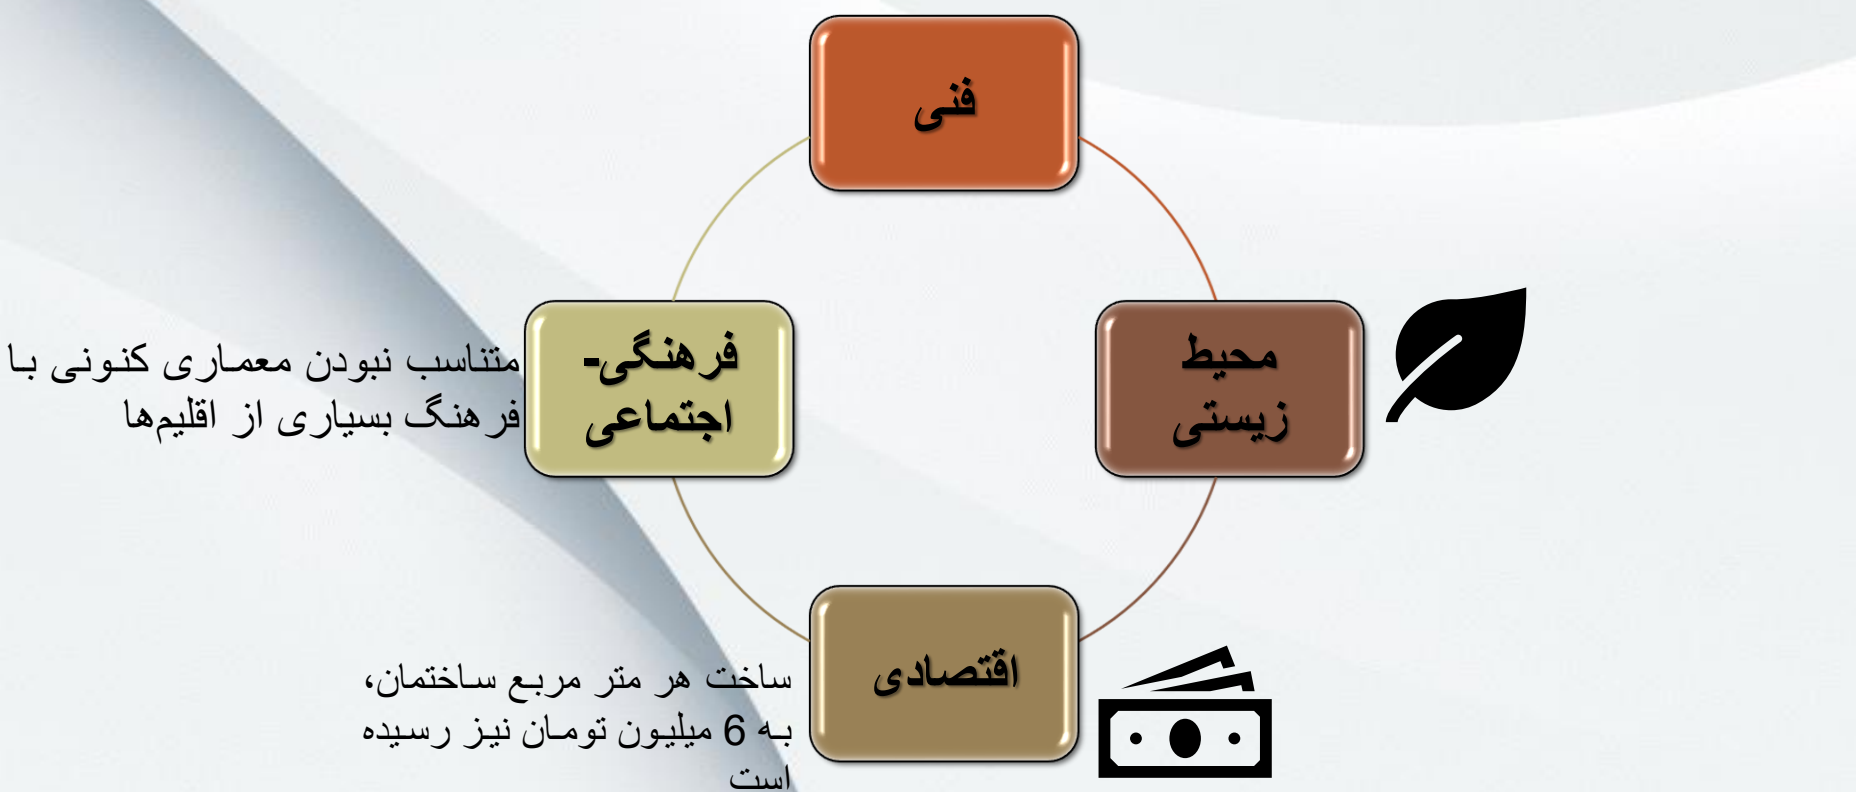 فنی
محیط
زیستی
فرهنگی-
اجتماعی
متناسب نبودن معماری کنونی با
فرهنگ بسیاری از اقلیم‌ها
اقتصادی
ساخت هر متر مربع ساختمان،
به 6 میلیون تومان نیز رسیده
است